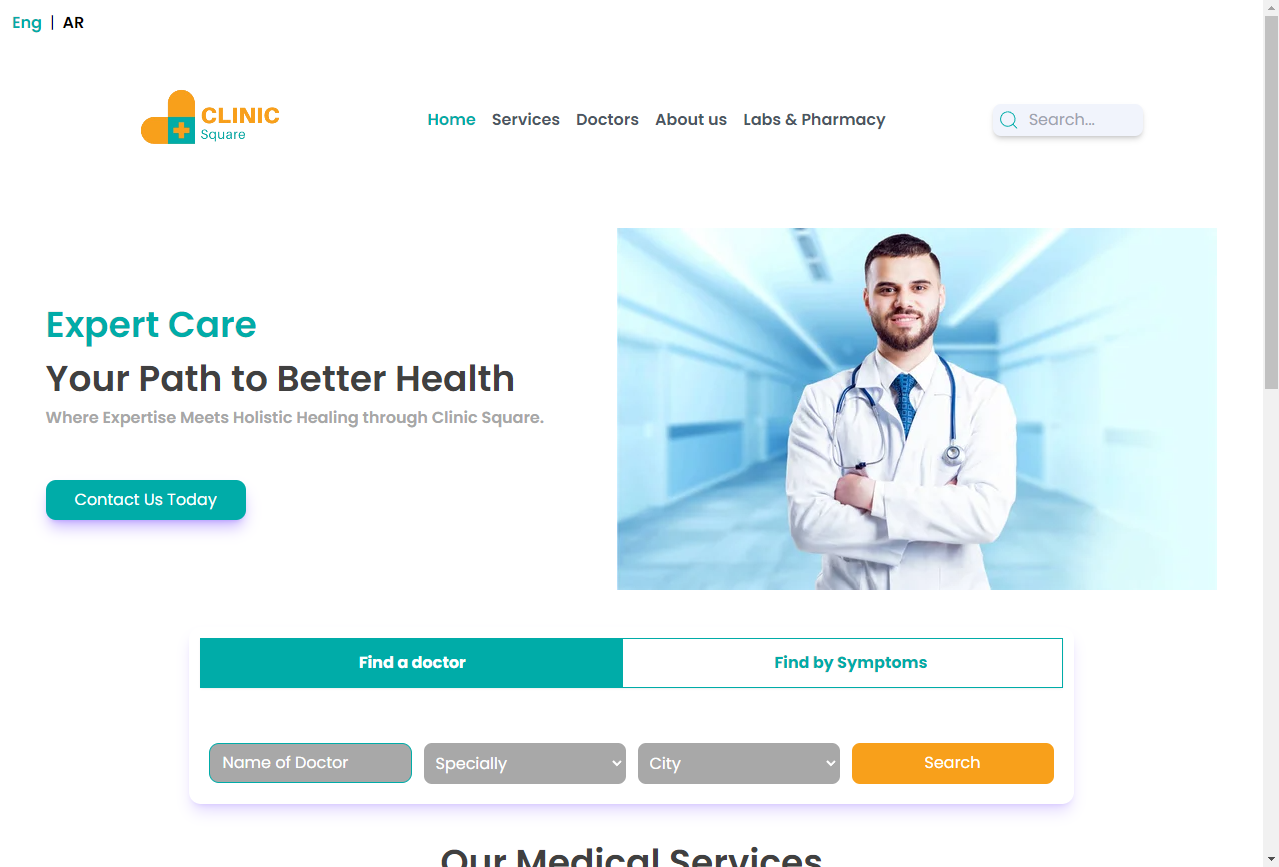 Eng | AR
CLINIC
Square
Home Services Doctors About us Labs & Pharmacy
Search...
Expert Care
Your Path to Better Health
Where Expertise Meets Holistic Healing through Clinic Square.
Contact Us Today
Find a doctor
Find by Symptoms
Name of Doctor
Specially
City
Search
Our Medical Services